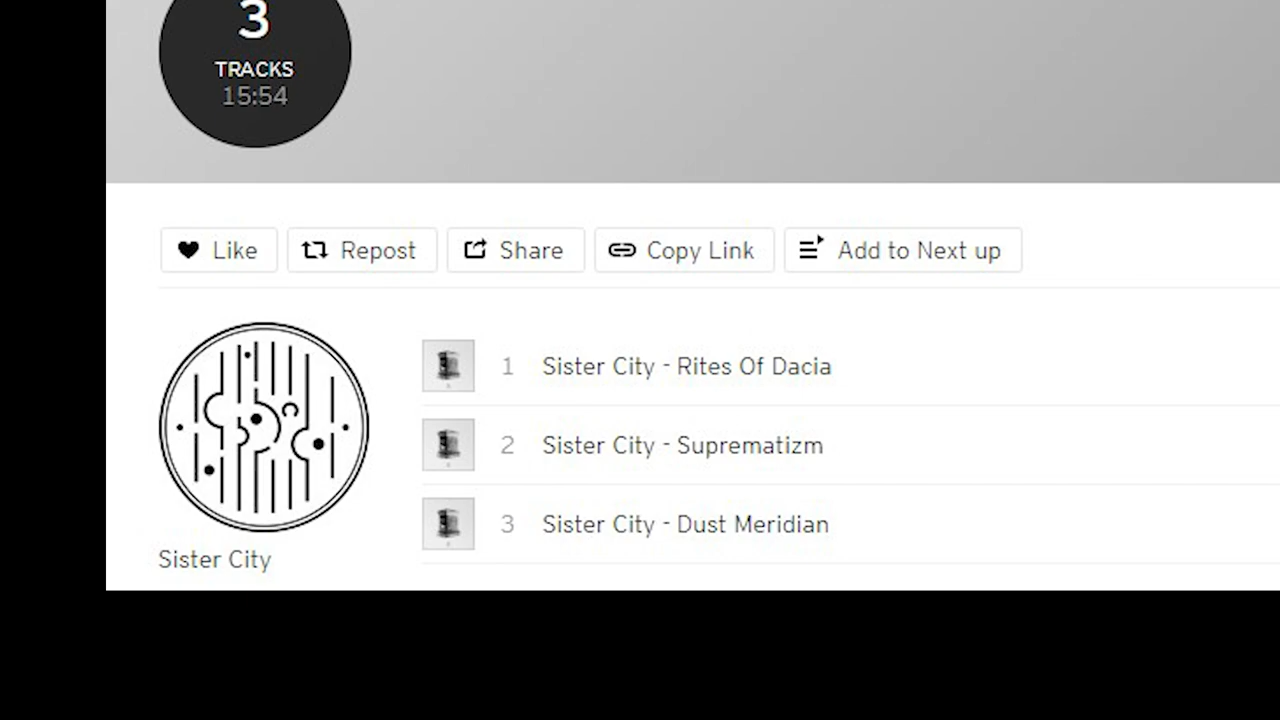 3
TRACKS
15:54
Like Repost Share Copy Link Add to Next up
1 Sister City - Rites Of Dacia
2 Sister City - Suprematizm
3 Sister City - Dust Meridian
Sister City